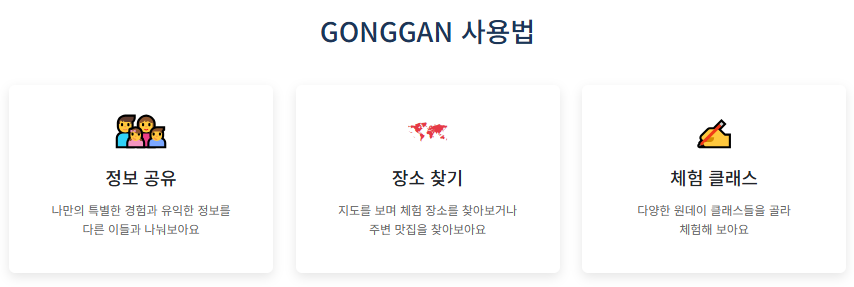 GONGGAN 사용법
정보 공유
나만의 특별한 경험과 유익한 정보를
다른 이들과 나눠보아요
장소 찾기
지도를 보며 체험 장소를 찾아보거나
주변 맛집을 찾아보아요
체험 클래스
다양한 원데이 클래스들을 골라
체험해 보아요